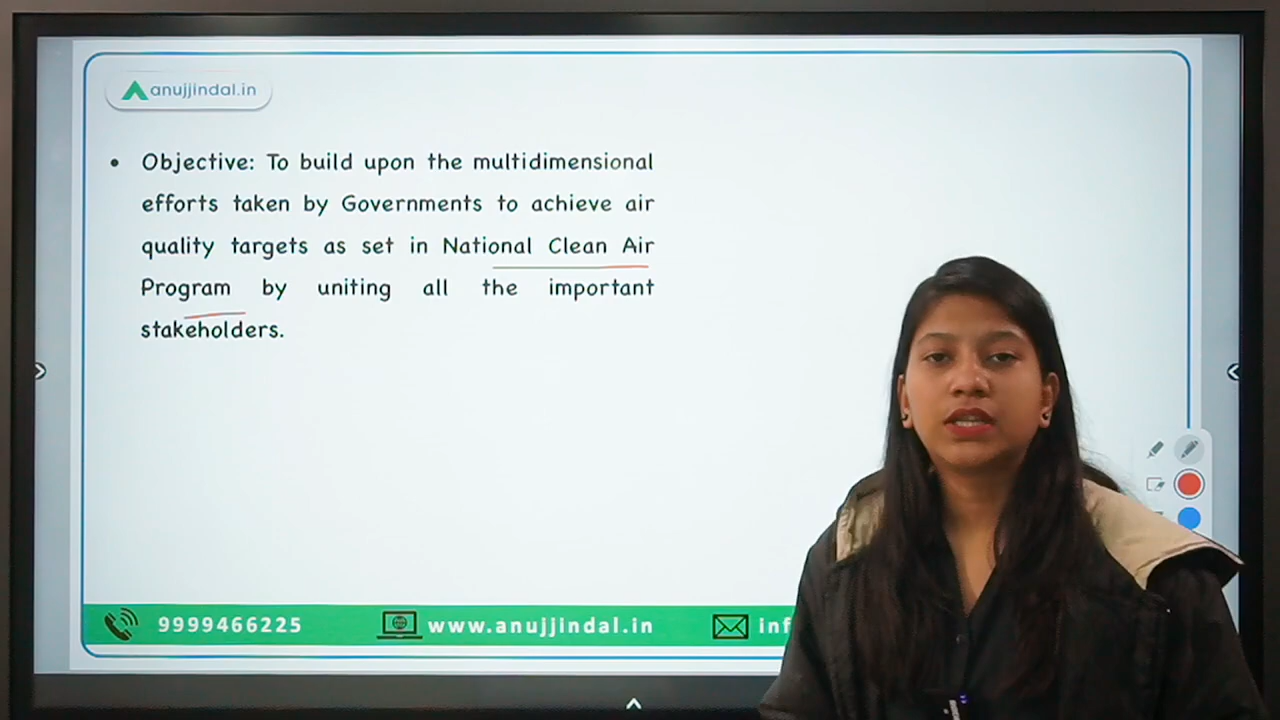 anujjindal.in
• Objective: To build upon the multidimensional
efforts taken by Governments to achieve air
quality targets as set in National Clean Air
Program by uniting all the important
stakeholders.
9999466225 www.anujjindal.in